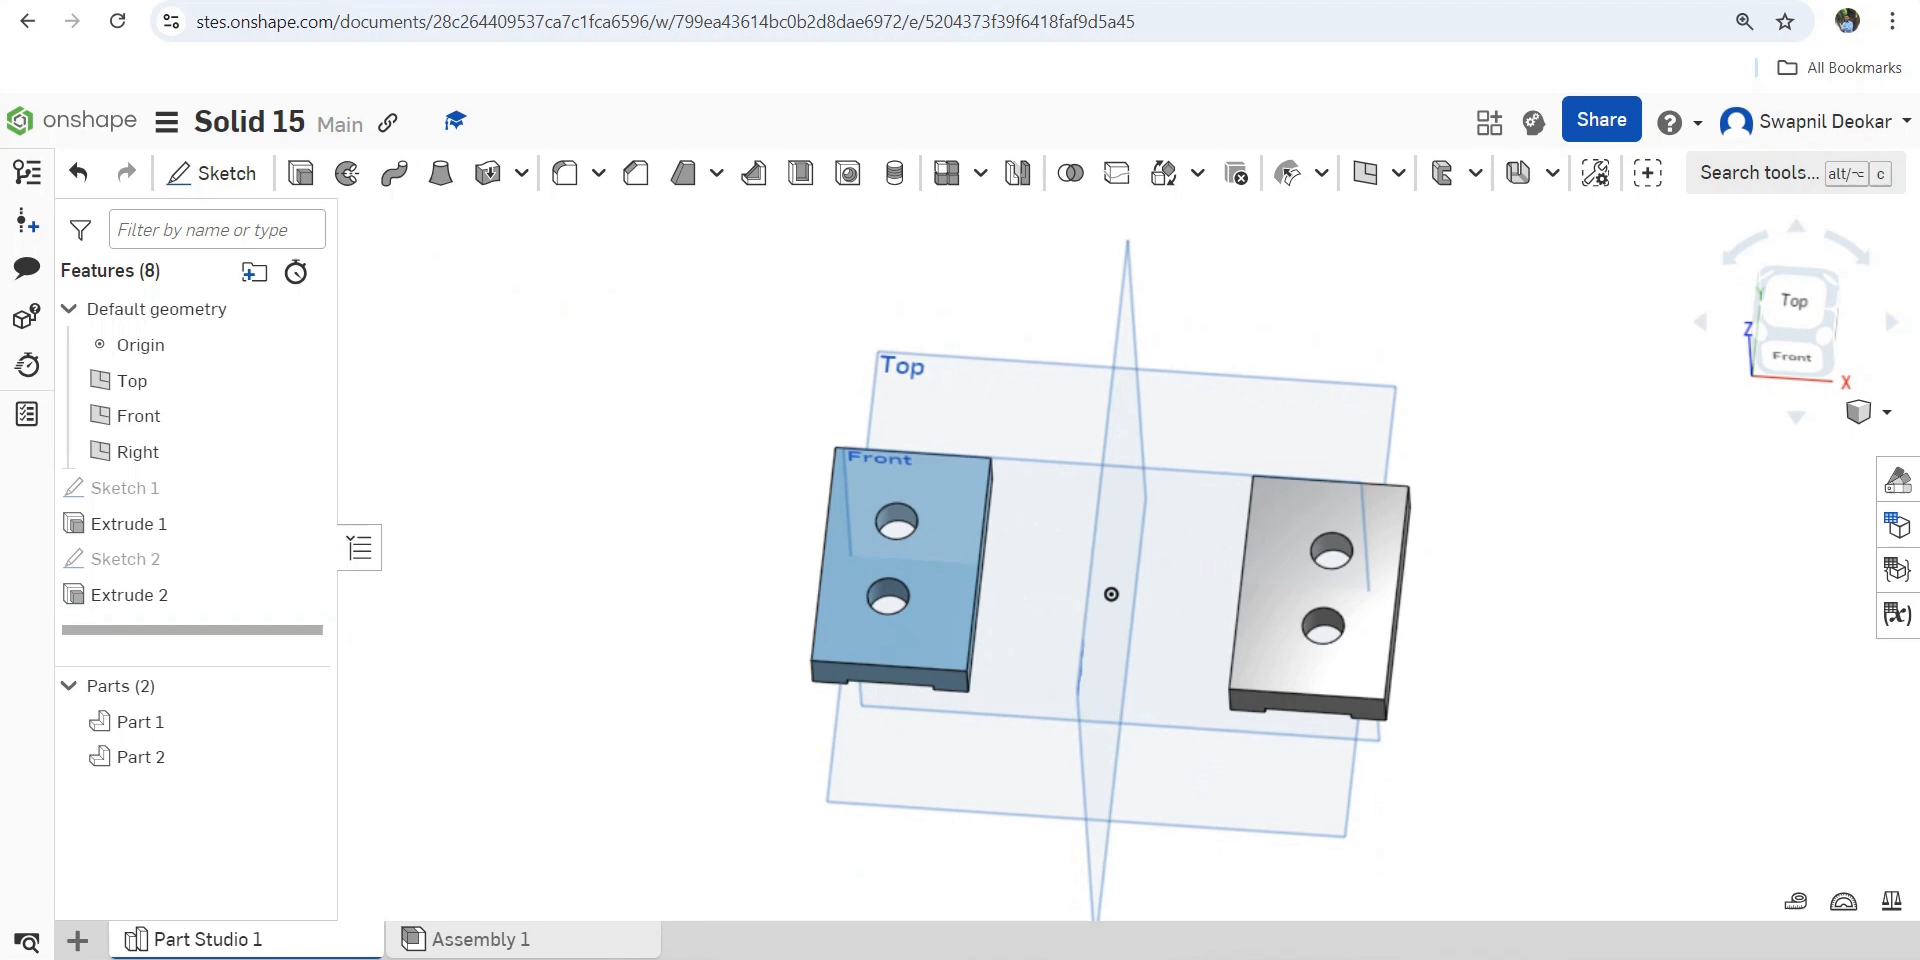 stes.onshape.com/documents/28c264409537ca7c1fca6596/w/799ea43614bc0b2d8dae6972/e/5204373f39f6418faf9d5a45
All Bookmarks
onshape Solid 15 Main Share Swapnil Deokar
Sketch Search tools... alt/⌥ c
Filter by name or type
Features (8)
Default geometry
Origin
Top
Front
Right
Sketch 1
Extrude 1
Sketch 2
Extrude 2
Parts (2)
Part 1
Part 2
Top
Front
Top
Z
Front
X
Part Studio 1 Assembly 1